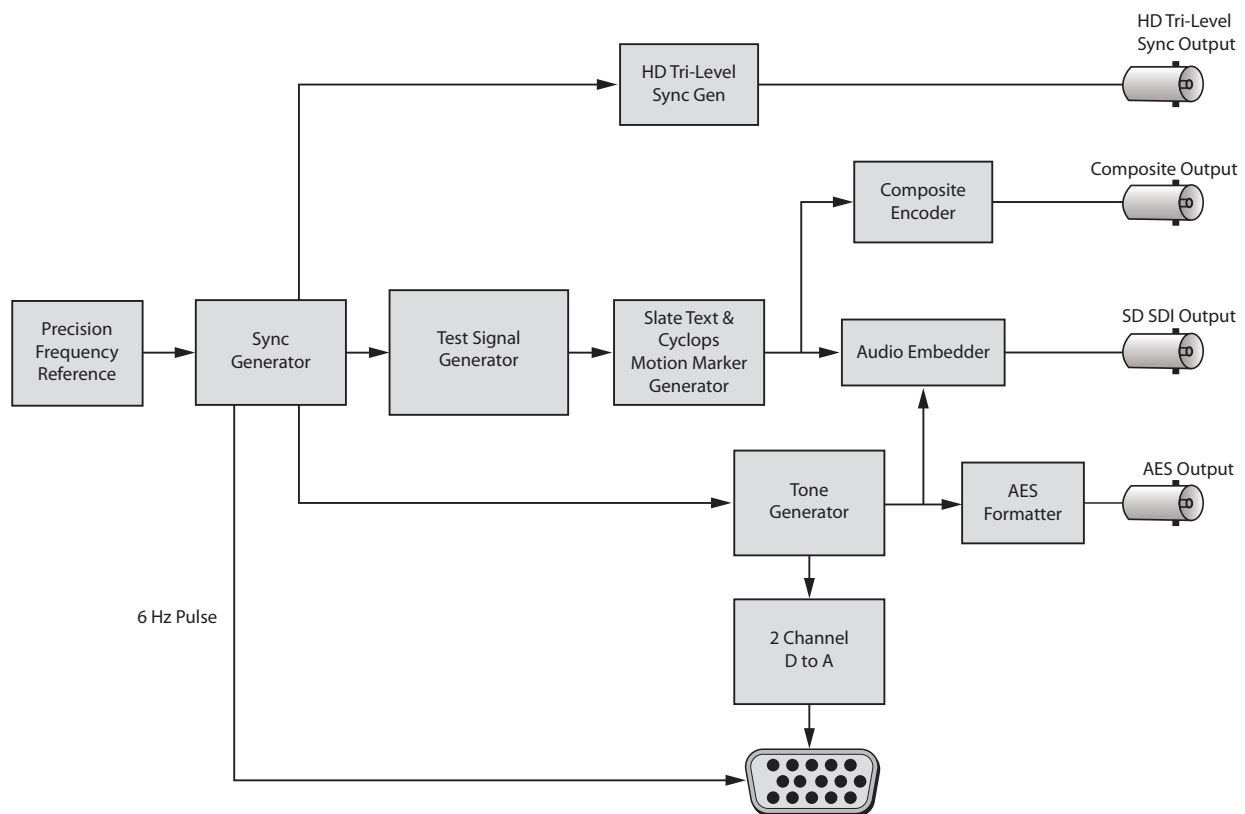 HD Tri-Level
Sync Output
HD Tri-Level
Sync Gen
Composite Output
Composite
Encoder
Precision
Frequency
Reference
Sync
Generator
Test Signal
Generator
Slate Text &
Cyclops
Motion Marker
Generator
Audio Embedder
SD SDI Output
Tone
Generator
AES
Formatter
AES Output
6 Hz Pulse
2 Channel
D to A